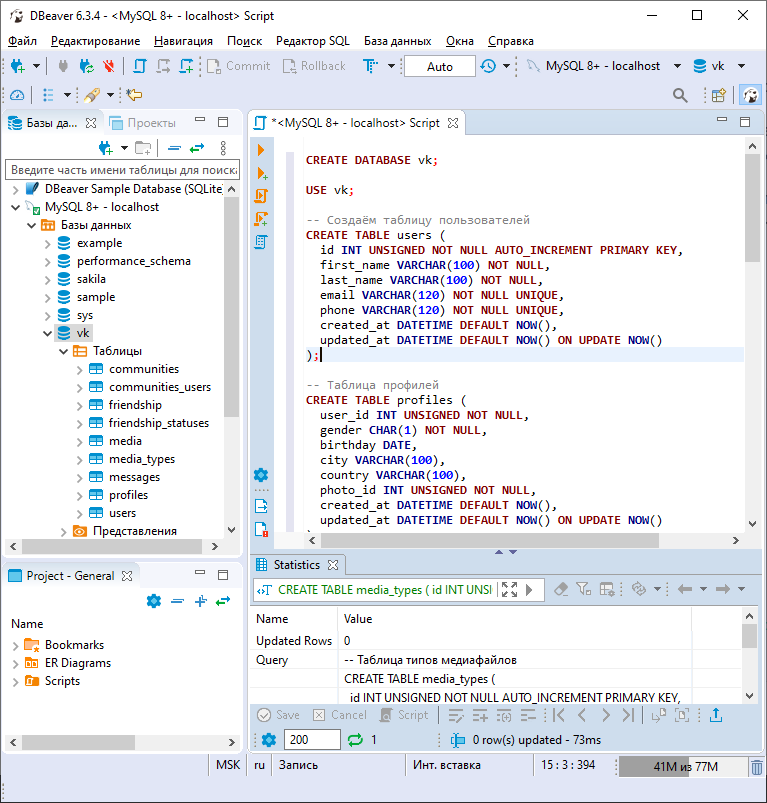 DBeaver 6.3.4 - <MySQL 8+ - localhost> Script
Файл Редактирование Навигация Поиск Редактор SQL База данных Окна Справка
Commit Rollback Auto MySQL 8+ - localhost vk
Базы да... Проекты
Введите часть имени таблицы для поиска
DBeaver Sample Database (SQLite)
MySQL 8+ - localhost
Базы данных
example
performance_schema
sakila
sample
sys
vk
Таблицы
communities
communities_users
friendship
friendship_statuses
media
media_types
messages
profiles
users
Представления
*<MySQL 8+ - localhost> Script
CREATE DATABASE vk;
USE vk;
-- Создаём таблицу пользователей
CREATE TABLE users (
id INT UNSIGNED NOT NULL AUTO_INCREMENT PRIMARY KEY,
first_name VARCHAR(100) NOT NULL,
last_name VARCHAR(100) NOT NULL,
email VARCHAR(120) NOT NULL UNIQUE,
phone VARCHAR(120) NOT NULL UNIQUE,
created_at DATETIME DEFAULT NOW(),
updated_at DATETIME DEFAULT NOW() ON UPDATE NOW()
);
-- Таблица профилей
CREATE TABLE profiles (
user_id INT UNSIGNED NOT NULL,
gender CHAR(1) NOT NULL,
birthday DATE,
city VARCHAR(100),
country VARCHAR(100),
photo_id INT UNSIGNED NOT NULL,
created_at DATETIME DEFAULT NOW(),
updated_at DATETIME DEFAULT NOW() ON UPDATE NOW()
Project - General
Name
Bookmarks
ER Diagrams
Scripts
Statistics
CREATE TABLE media_types ( id INT UNSI
Name Value
Updated Rows 0
Query -- Таблица типов медиафайлов
CREATE TABLE media_types (
id INT UNSIGNED NOT NULL AUTO_INCREMENT PRIMARY KEY,
Save Cancel Script
200 1 0 row(s) updated - 73ms
MSK ru Запись Инт. вставка 15 : 3 : 394 41M из 77M